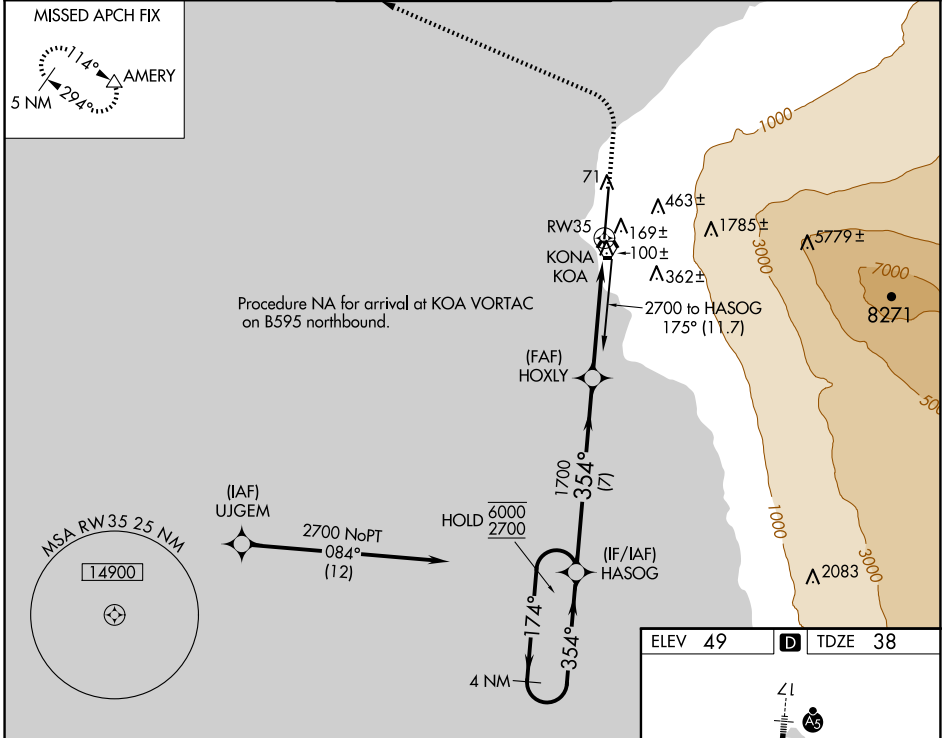 MISSED APCH FIX
114°
AMERY
5 NM
294°
1000
71
463±
RW35
169±
1785±
5779±
KONA
KOA
100±
3000
7000
362±
8271
Procedure NA for arrival at KOA VORTAC
on B595 northbound.
2700 to HASOG
175° (11.7)
(FAF)
HOXLY
500
1700
354°
(7)
(IAF)
UJGEM
HOLD
6000
2700
1000
MSA RW35 25 NM
2700 NoPT
084°
(12)
(IF/IAF)
HASOG
3000
14900
2083
174°
354°
4 NM
ELEV 49
D
TDZE 38
17
A5